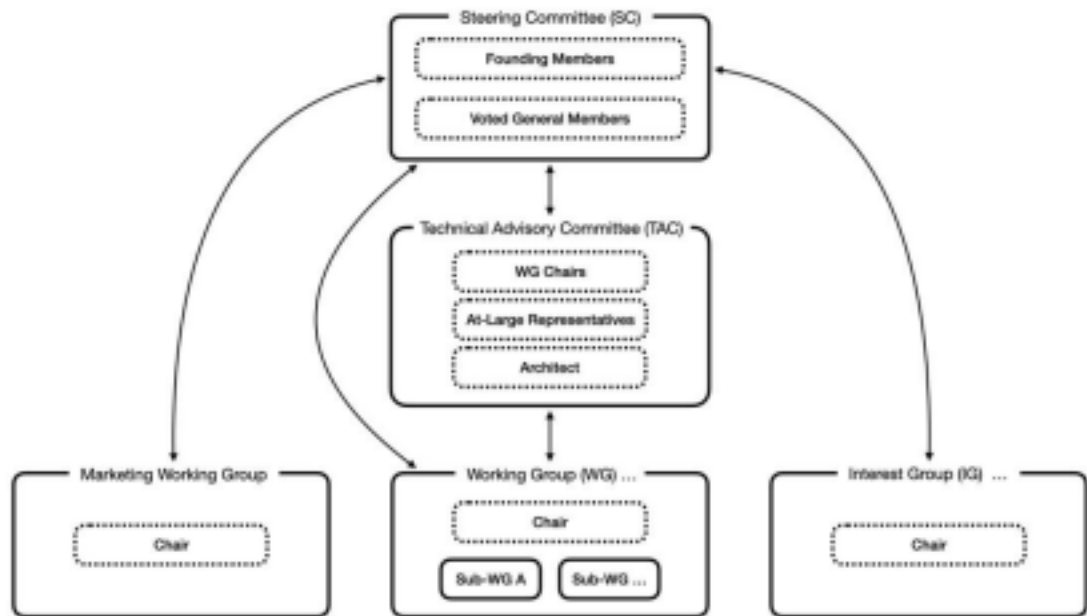 Steering Committee (SC)
Founding Members
Voted General Members
Technical Advisory Committee (TAC)
WG Chairs
At-Large Representatives
Architect
Marketing Working Group
Chair
Working Group (WG) ...
Chair
Sub-WG A
Sub-WG ...
Interest Group (IG) ...
Chair